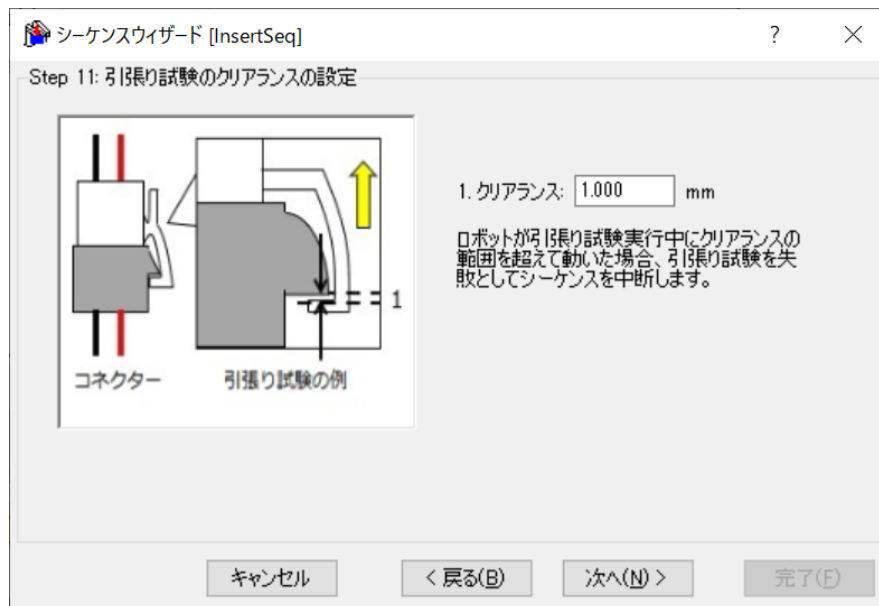 シーケンスウィザード [InsertSeq]
?
Step 11: 引張り試験のクリアランスの設定
1. クリアランス: 1.000 mm
ロボットが引張り試験実行中にクリアランスの
範囲を超えて動いた場合、引張り試験を失
敗としてシーケンスを中断します。
1
コネクター 引張り試験の例
キャンセル < 戻る(B) 次へ(N) > 完了(F)